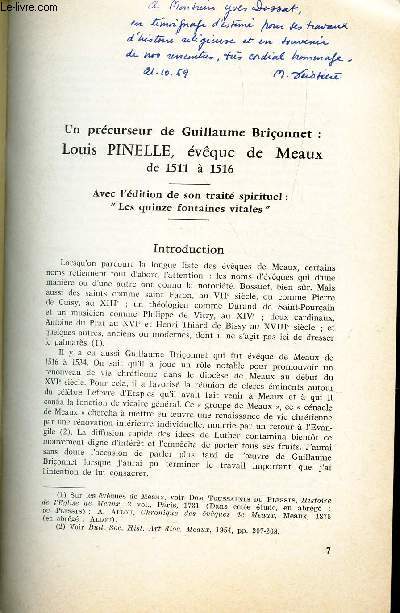 A Monsieur Yves Dossat,
en témoignage d'estime pour ses travaux
d'histoire religieuse et en souvenir
de nos rencontres, très cordial hommage.
21.10.69 M.
Un précurseur de Guillaume Briçonnet :
Louis PINELLE, évêque de Meaux
de 1511 à 1516
Avec l'édition de son traité spirituel :
"Les quinze fontaines vitales"
Introduction
Lorsqu'on parcourt la longue liste des évêques de Meaux, certains
noms retiennent tout d'abord l'attention : les noms d'évêques qui d'une
manière ou d'une autre ont connu la notoriété. Bossuet, bien sûr. Mais
aussi des saints comme saint Faron, au VIIe siècle, ou comme Pierre
de Cuisy, au XIIIe ; un théologien comme Durand de Saint-Pourçain
et un musicien comme Philippe de Vitry, au XIVe ; deux cardinaux,
Antoine du Prat au XVIe et Henri Thiard de Bissy au XVIIIe siècle ; et
quelques autres, anciens ou modernes, dont il ne s'agit pas ici de dresser
le palmarès (1).
Il y a eu aussi Guillaume Briçonnet qui fut évêque de Meaux de
1516 à 1534. On sait qu'il a joué un rôle notable pour promouvoir un
renouveau de vie chrétienne dans le diocèse de Meaux au début du
XVIe siècle. Pour cela, il a favorisé la réunion de clercs éminents autour
du célèbre Lefèvre d'Etaples qu'il avait fait venir à Meaux et à qui il
confia la fonction de vicaire général. Ce « groupe de Meaux », ce « cénacle
de Meaux » chercha à mettre en œuvre une renaissance de vie chrétienne
par une rénovation intérieure individuelle, nourrie par un retour à l'Evan-
gile (2). La diffusion rapide des idées de Luther contamina bientôt ce
mouvement digne d'intérêt et l'empêcha de porter tous ses fruits. J'aurai
sans doute l'occasion de parler plus tard de l'œuvre de Guillaume
Briçonnet lorsque j'aurai pu terminer le travail important que j'ai
l'intention de lui consacrer.
(1) Sur les évêques de Meaux, voir Dom TOUSSAINTS DU PLESSIS, Histoire
de l'Eglise de Meaux, 2 vol., Paris, 1731 (Dans cette étude, en abrégé :
DU PLESSIS) ; A. ALLOU, Chronique des évêques de Meaux, Meaux, 1875
(en abrégé : ALLOU).
(2) Voir Bull. Soc. Hist. Art dioc. Meaux, 1964, pp.
7
© Le-livre.com